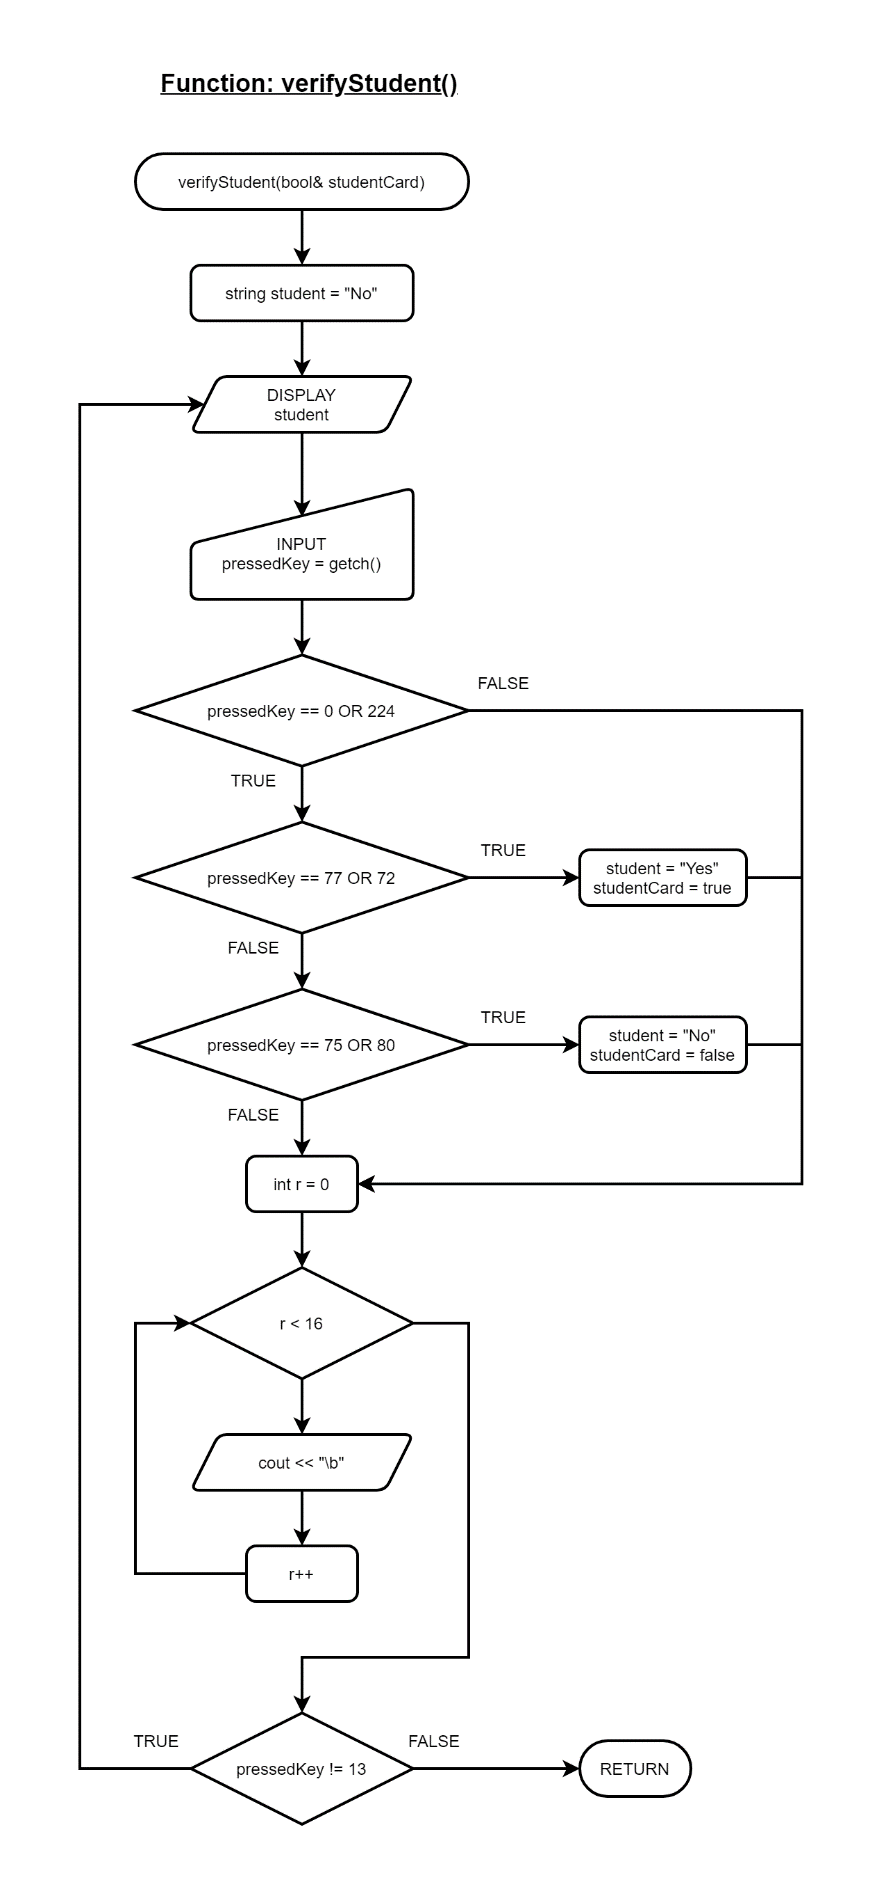 Function: verifyStudent()
verifyStudent(bool& studentCard)
string student = "No"
DISPLAY
student
INPUT
pressedKey = getch()
pressedKey == 0 OR 224
FALSE
TRUE
pressedKey == 77 OR 72
TRUE
student = "Yes"
studentCard = true
FALSE
pressedKey == 75 OR 80
TRUE
student = "No"
studentCard = false
FALSE
int r = 0
r < 16
cout << "\b"
r++
TRUE
pressedKey != 13
FALSE
RETURN